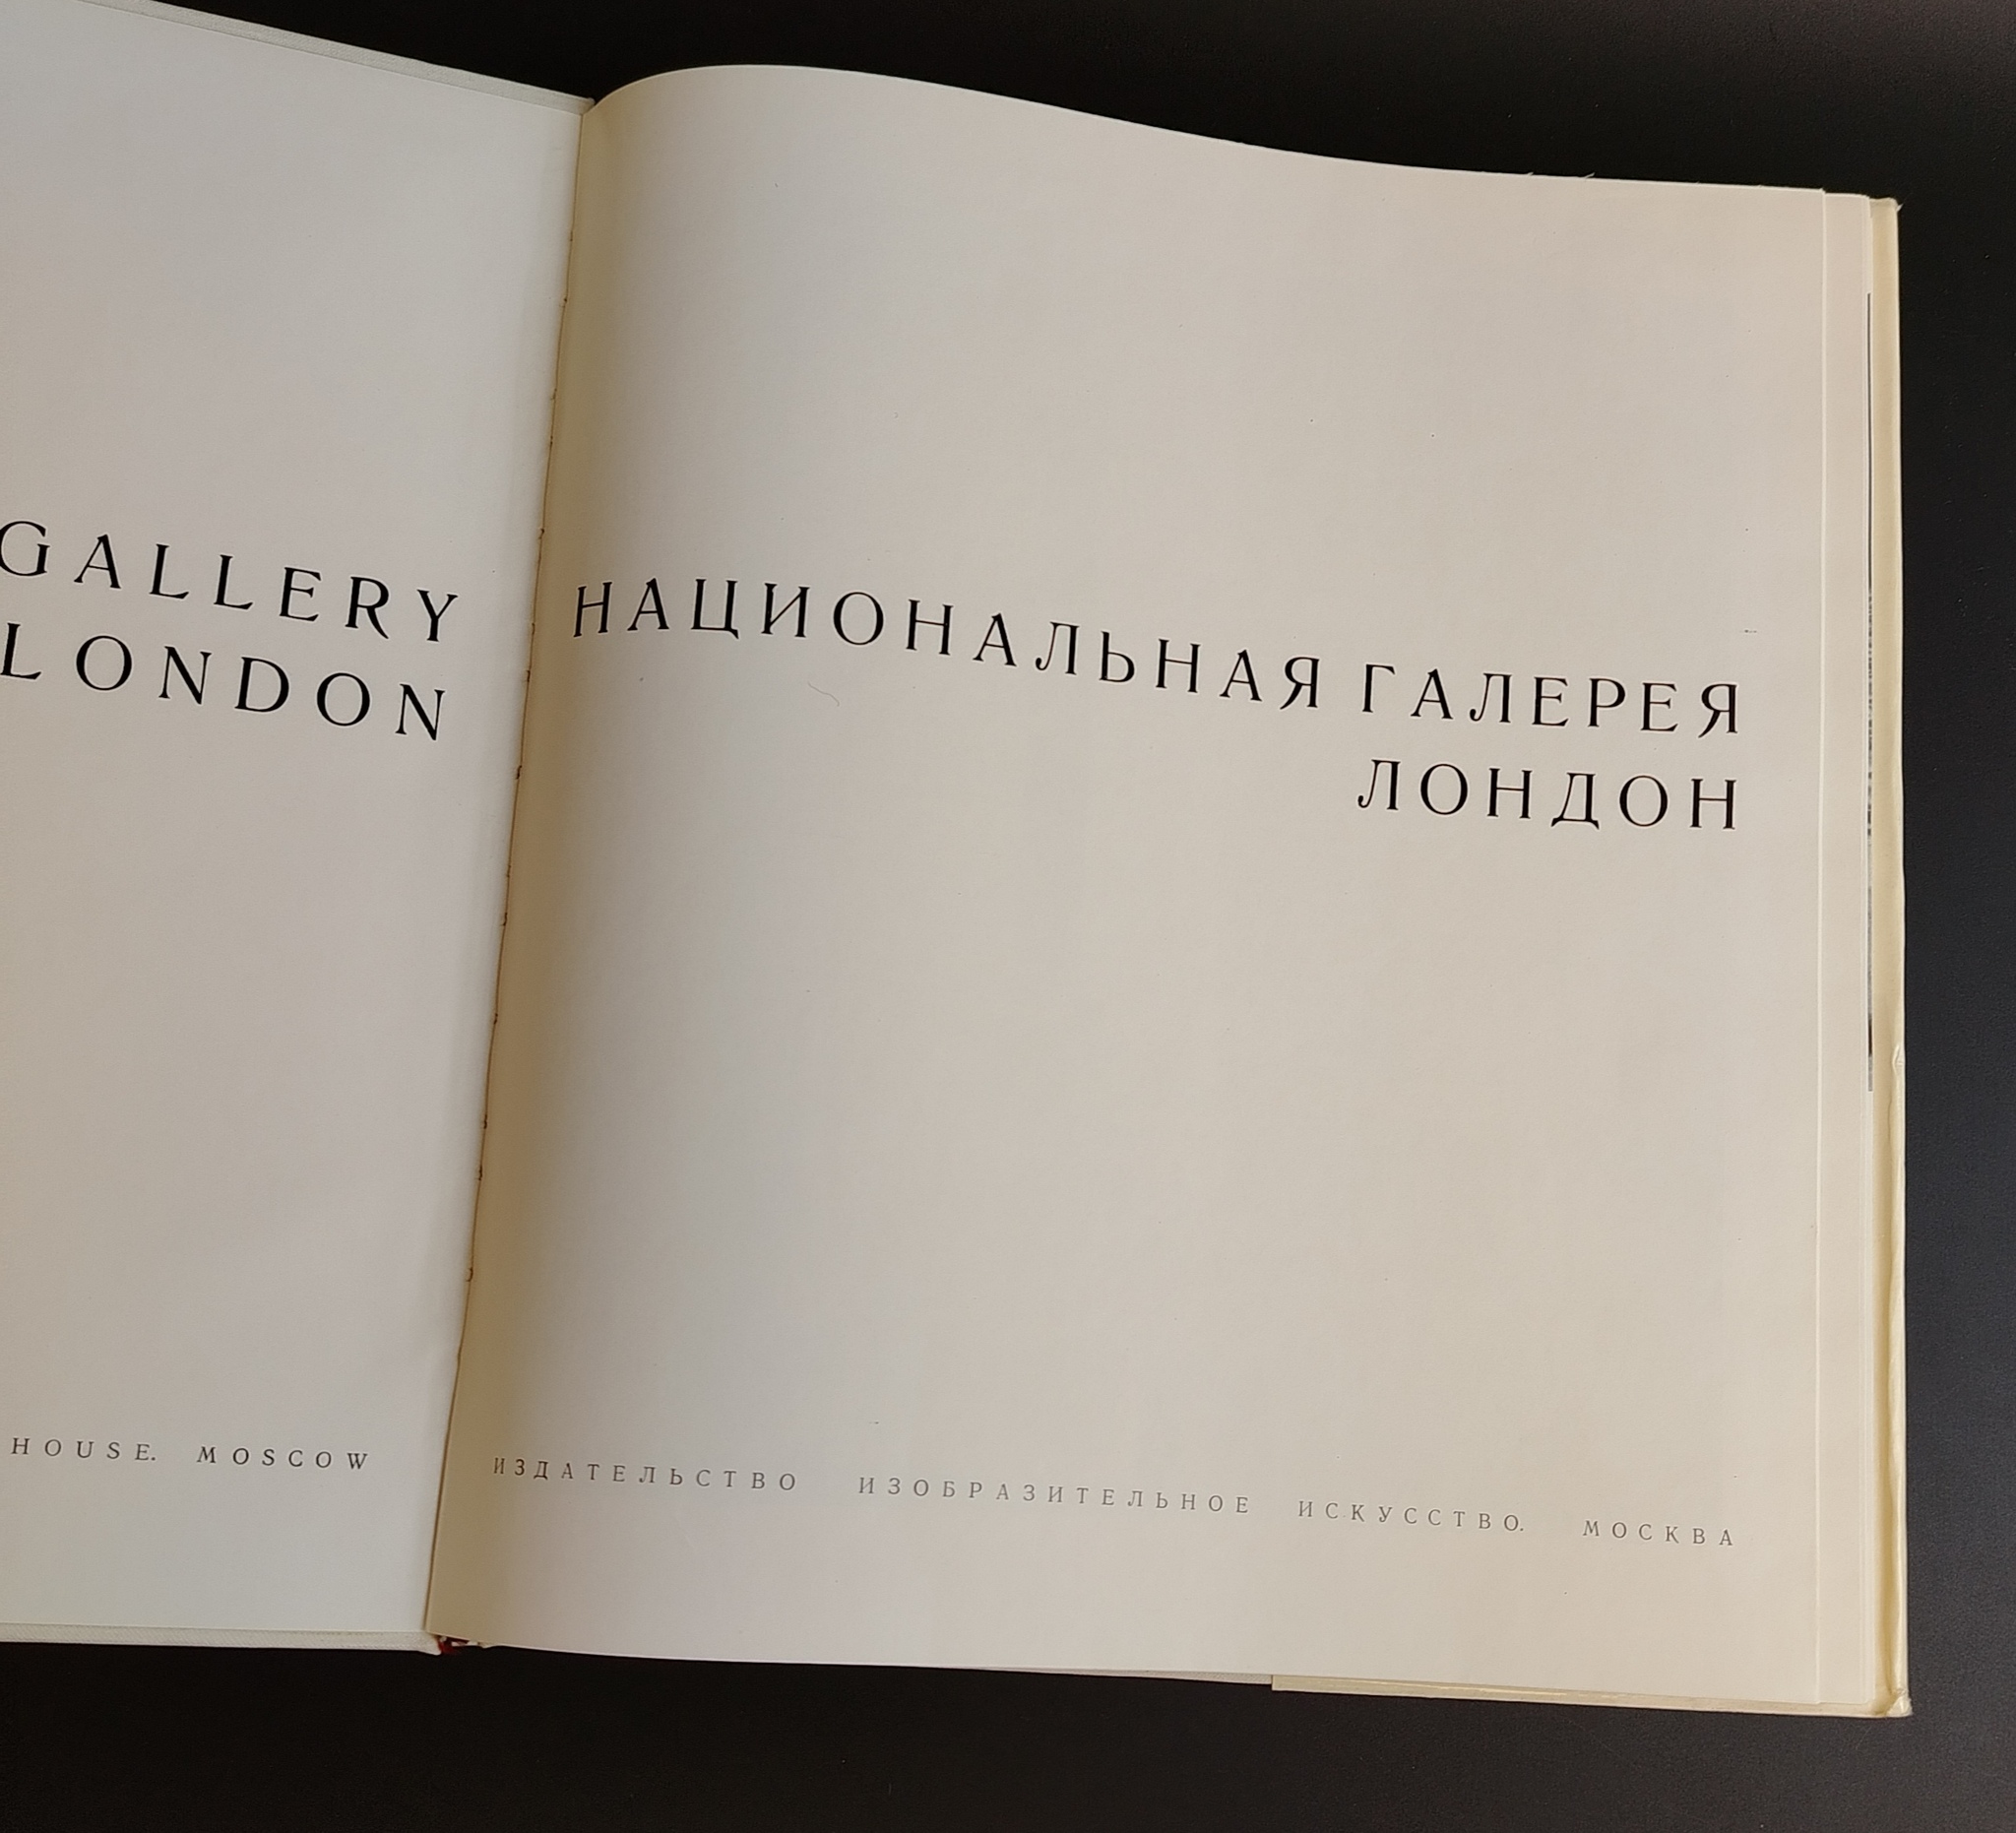 GALLERY
LONDON
HOUSE. MOSCOW
НАЦИОНАЛЬНАЯ ГАЛЕРЕЯ
ЛОНДОН
ИЗДАТЕЛЬСТВО ИЗОБРАЗИТЕЛЬНОЕ ИСКУССТВО. МОСКВА